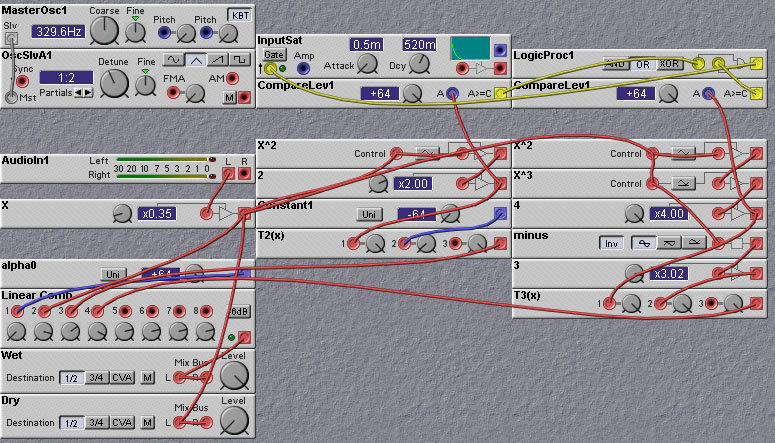 MasterOsc1
Slv
329.6Hz
Coarse
Fine
Pitch
Pitch
KBT
OscSlvA1
Sync
Mst
1:2
Partials
Detune
Fine
FMA
AM
M
AudioIn1
Left
Right
30 20 10 7 5 3 2 1 0
L R
X
x0.35
alpha0
Uni
+64
Linear Comb
1 2 3 4 5 6 7 8
-6dB
Wet
Destination
1/2 3/4 CVA
M
Mix Bus
L R
Level
Dry
Destination
1/2 3/4 CVA
M
Mix Bus
L R
Level
InputSat
Gate
Amp
0.5m
Attack
520m
Dcy
CompareLev1
+64
A
A>=C
X^2
Control
2
x2.00
Constant1
Uni
-64
T2(x)
1 2 3
LogicProc1
AND OR XOR
CompareLev1
+64
A
A>=C
X^2
Control
X^3
Control
4
x4.00
minus
Inv
3
x3.02
T3(x)
1 2 3